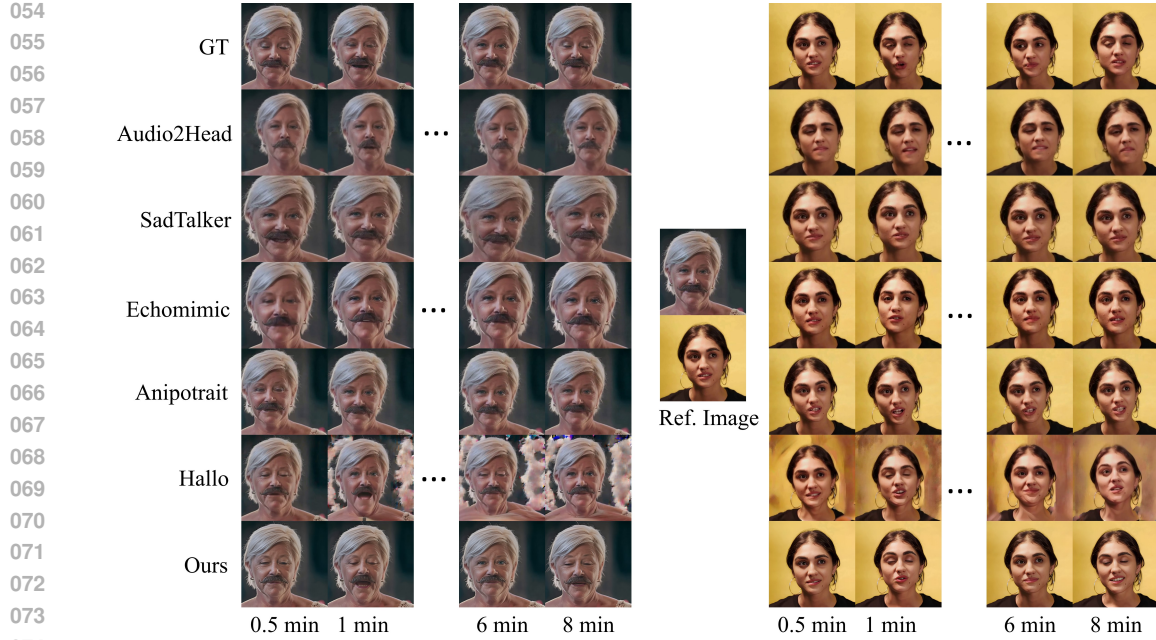 054
055
056
057
058
059
060
061
062
063
064
065
066
067
068
069
070
071
072
073
GT
Audio2Head
...
...
SadTalker
Echomimic
...
...
Anipotrait
Ref. Image
Hallo
...
...
Ours
0.5 min 1 min 6 min 8 min 0.5 min 1 min 6 min 8 min